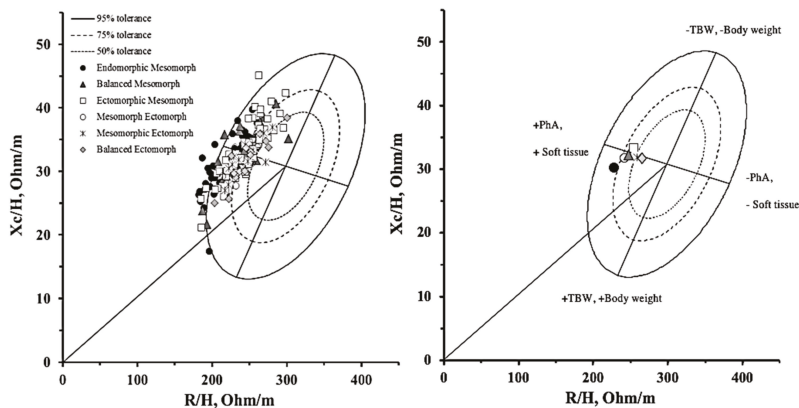 95% tolerance
75% tolerance
50% tolerance
Endomorphic Mesomorph
Balanced Mesomorph
Ectomorphic Mesomorph
Mesomorph Ectomorph
Mesomorphic Ectomorph
Balanced Ectomorph
Xc/H, Ohm/m
50
40
30
20
10
0
0 100 200 300 400
R/H, Ohm/m
Xc/H, Ohm/m
50
40
30
20
10
0
0 100 200 300 400
R/H, Ohm/m
-TBW, -Body weight
+PhA,
+ Soft tissue
-PhA,
- Soft tissue
+TBW, +Body weight